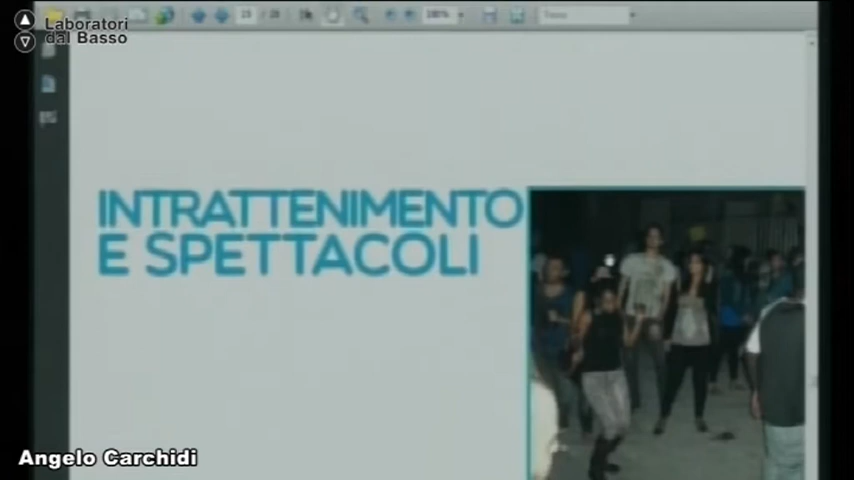 Laboratori
dal Basso
INTRATTENIMENTO
E SPETTACOLI
Angelo Carchidi